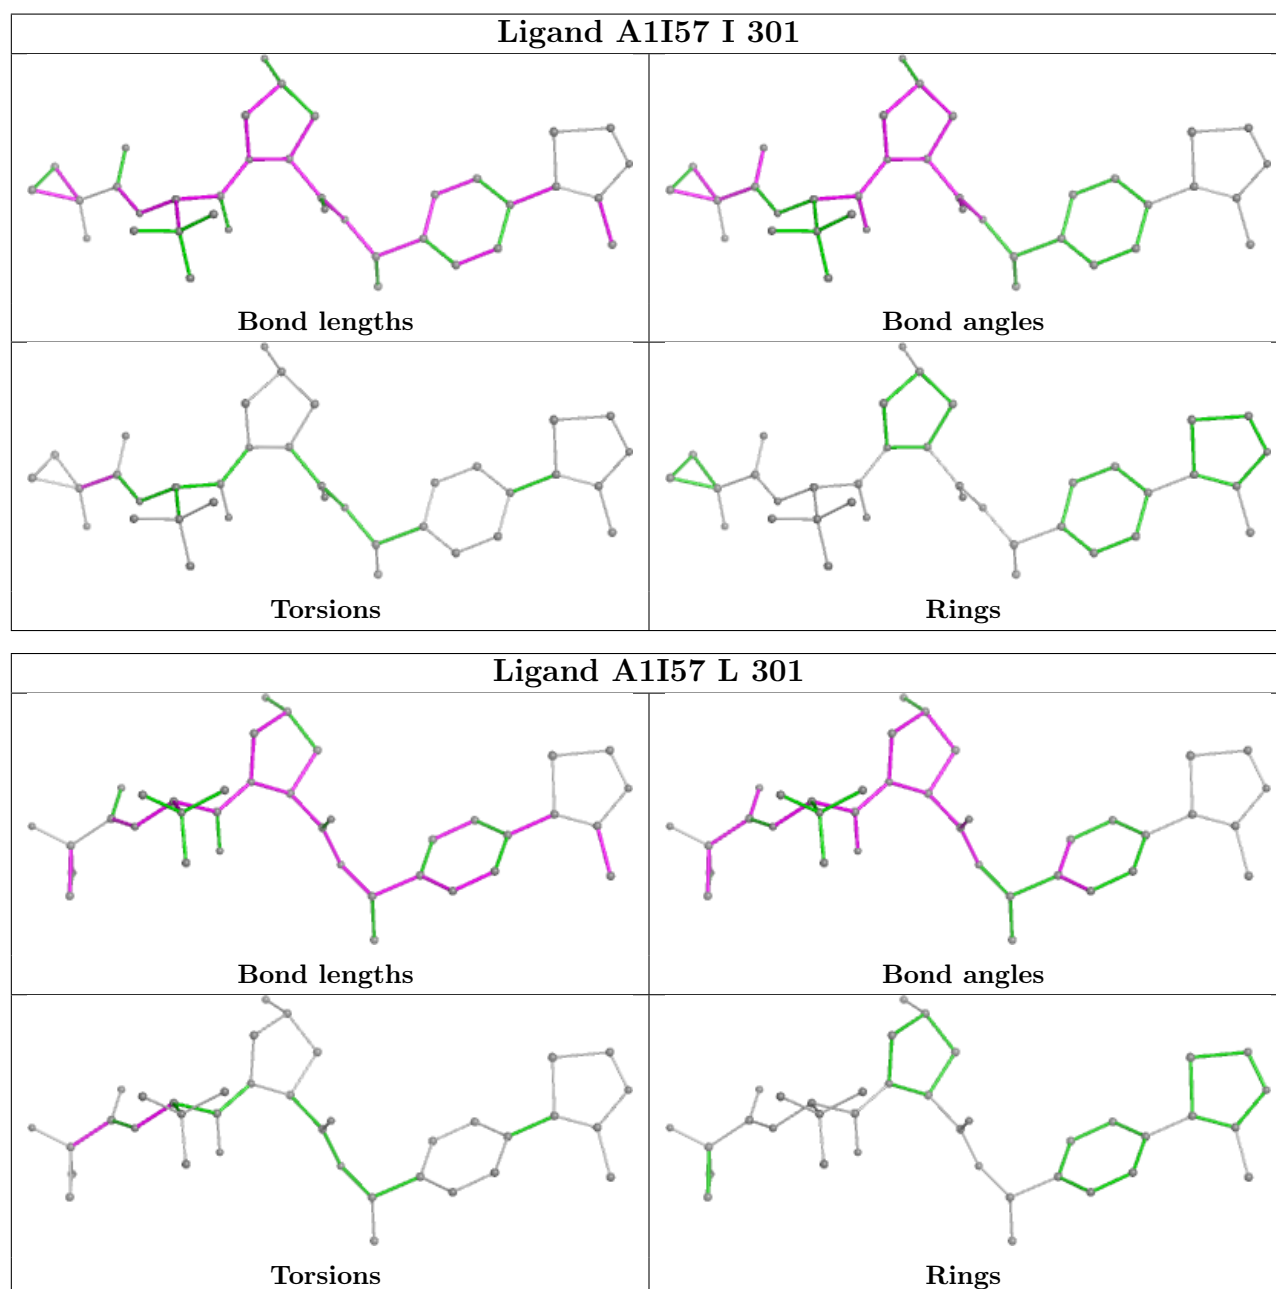 Ligand A1I57 I 301
Bond lengths
Bond angles
Torsions
Rings
Ligand A1I57 L 301
Bond lengths
Bond angles
Torsions
Rings